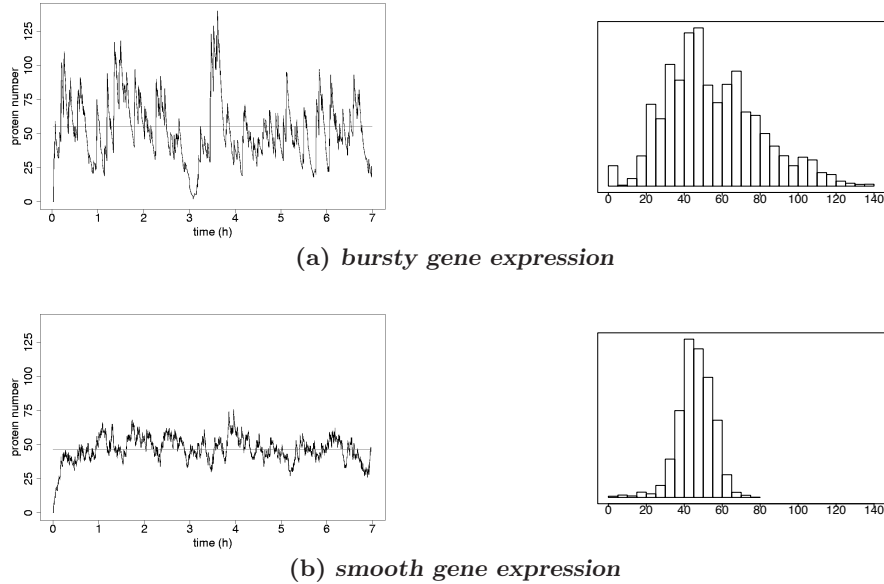 protein number
125
100
75
50
25
0
0 1 2 3 4 5 6 7
time (h)
0 20 40 60 80 100 120 140
(a) bursty gene expression
protein number
125
100
75
50
25
0
0 1 2 3 4 5 6 7
time (h)
0 20 40 60 80 100 120 140
(b) smooth gene expression